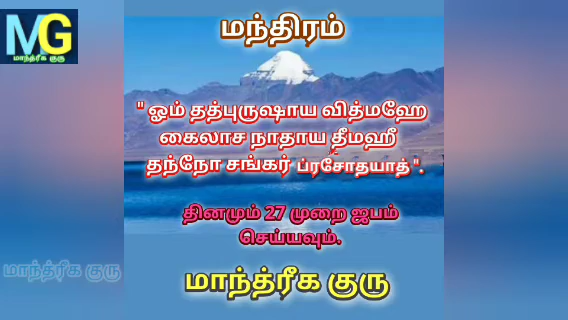 MG
மாந்த்ரீக குரு
மந்திரம்
" ஓம் தத்புருஷாய வித்மஹே
கைலாச நாதாய தீமஹீ
தந்நோ சங்கர் ப்ரசோதயாத் ".
தினமும் 27 முறை ஜபம்
செய்யவும்.
மாந்த்ரீக குரு
மாந்த்ரீக குரு